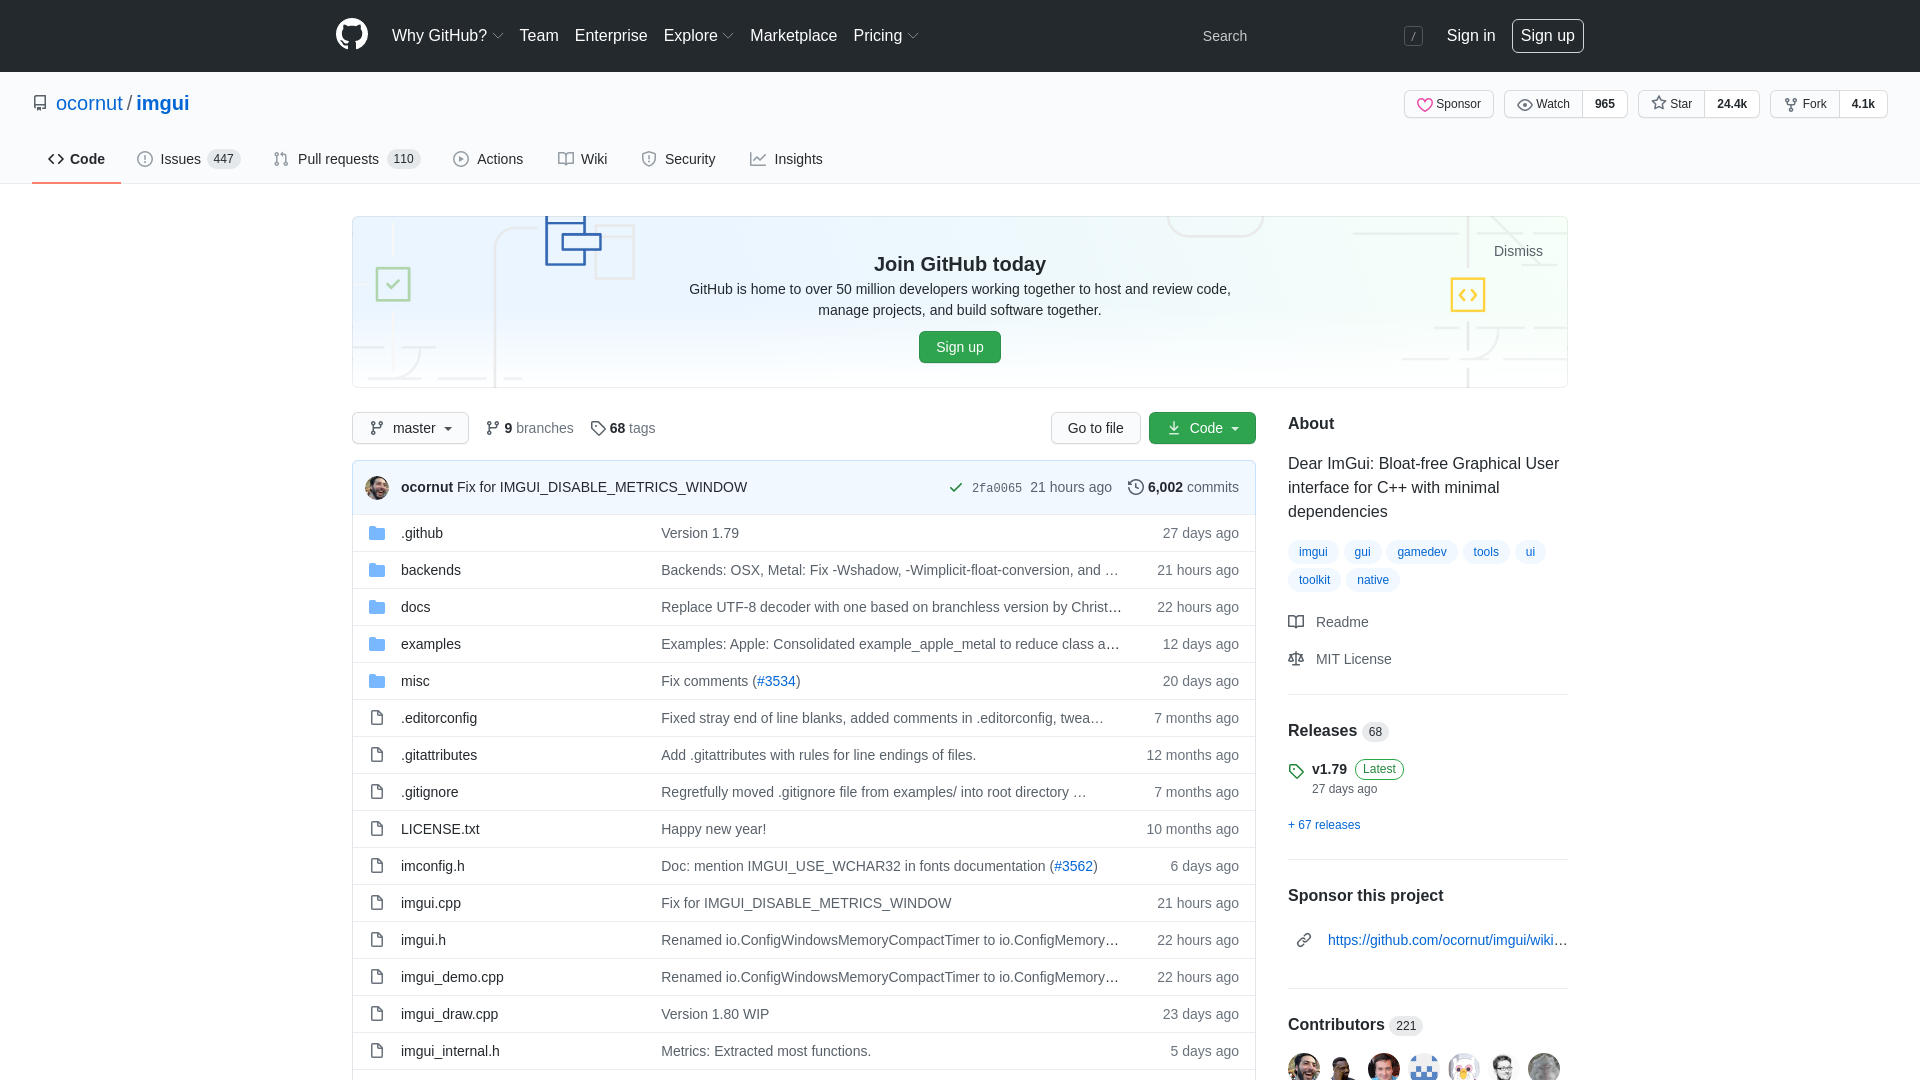 Why GitHub? Team Enterprise Explore Marketplace Pricing Search / Sign in Sign up
ocornut / imgui Sponsor Watch 965 Star 24.4k Fork 4.1k
Code Issues 447 Pull requests 110 Actions Wiki Security Insights
Dismiss
Join GitHub today
GitHub is home to over 50 million developers working together to host and review code,
manage projects, and build software together.
Sign up
master 9 branches 68 tags Go to file Code
ocornut Fix for IMGUI_DISABLE_METRICS_WINDOW 2fa0065 21 hours ago 6,002 commits
.github Version 1.79 27 days ago
backends Backends: OSX, Metal: Fix -Wshadow, -Wimplicit-float-conversion, and … 21 hours ago
docs Replace UTF-8 decoder with one based on branchless version by Christ… 22 hours ago
examples Examples: Apple: Consolidated example_apple_metal to reduce class a… 12 days ago
misc Fix comments (#3534) 20 days ago
.editorconfig Fixed stray end of line blanks, added comments in .editorconfig, twea… 7 months ago
.gitattributes Add .gitattributes with rules for line endings of files. 12 months ago
.gitignore Regretfully moved .gitignore file from examples/ into root directory … 7 months ago
LICENSE.txt Happy new year! 10 months ago
imconfig.h Doc: mention IMGUI_USE_WCHAR32 in fonts documentation (#3562) 6 days ago
imgui.cpp Fix for IMGUI_DISABLE_METRICS_WINDOW 21 hours ago
imgui.h Renamed io.ConfigWindowsMemoryCompactTimer to io.ConfigMemory… 22 hours ago
imgui_demo.cpp Renamed io.ConfigWindowsMemoryCompactTimer to io.ConfigMemory… 22 hours ago
imgui_draw.cpp Version 1.80 WIP 23 days ago
imgui_internal.h Metrics: Extracted most functions. 5 days ago
About
Dear ImGui: Bloat-free Graphical User
interface for C++ with minimal
dependencies
imgui gui gamedev tools ui
toolkit native
Readme
MIT License
Releases 68
v1.79 Latest
27 days ago
+ 67 releases
Sponsor this project
https://github.com/ocornut/imgui/wiki…
Contributors 221